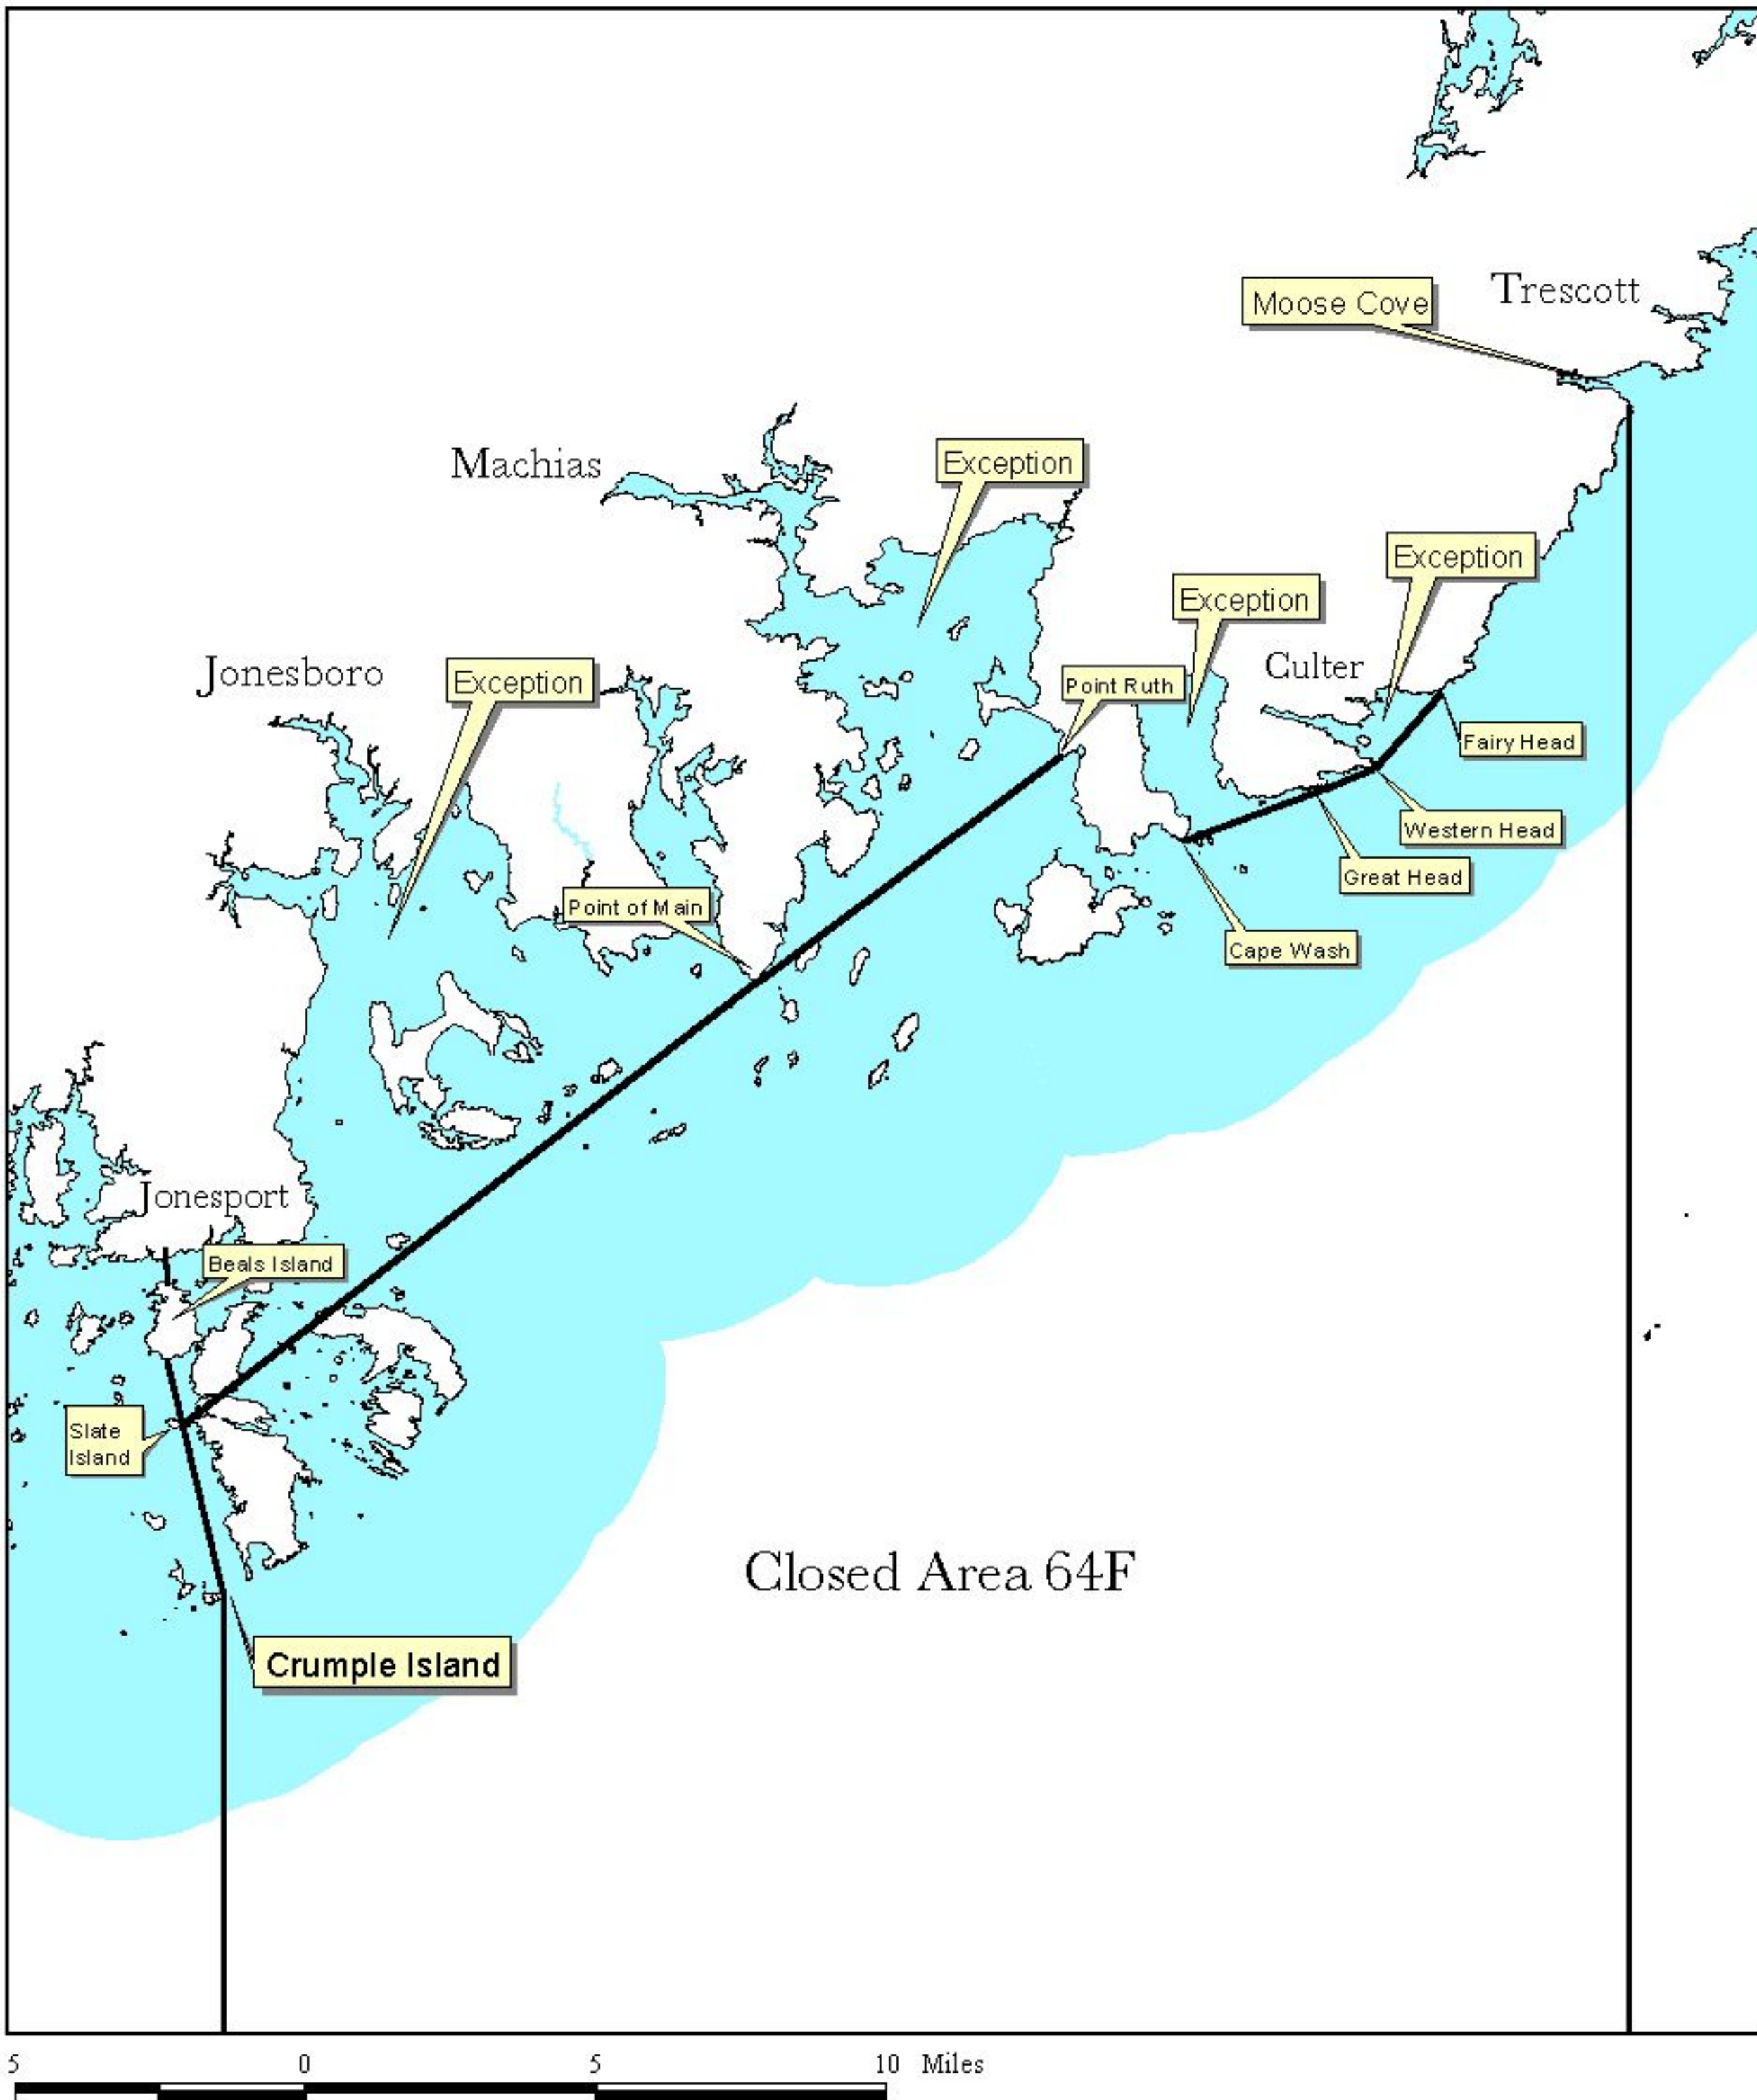 Trescott
Moose Cove
Machias
Exception
Exception
Exception
Culter
Jonesboro
Exception
Point Ruth
Fairy Head
Western Head
Great Head
Point of Main
Cape Wash
Jonesport
Beals Island
Slate
Island
Closed Area 64F
Crumple Island
5 0 5 10 Miles